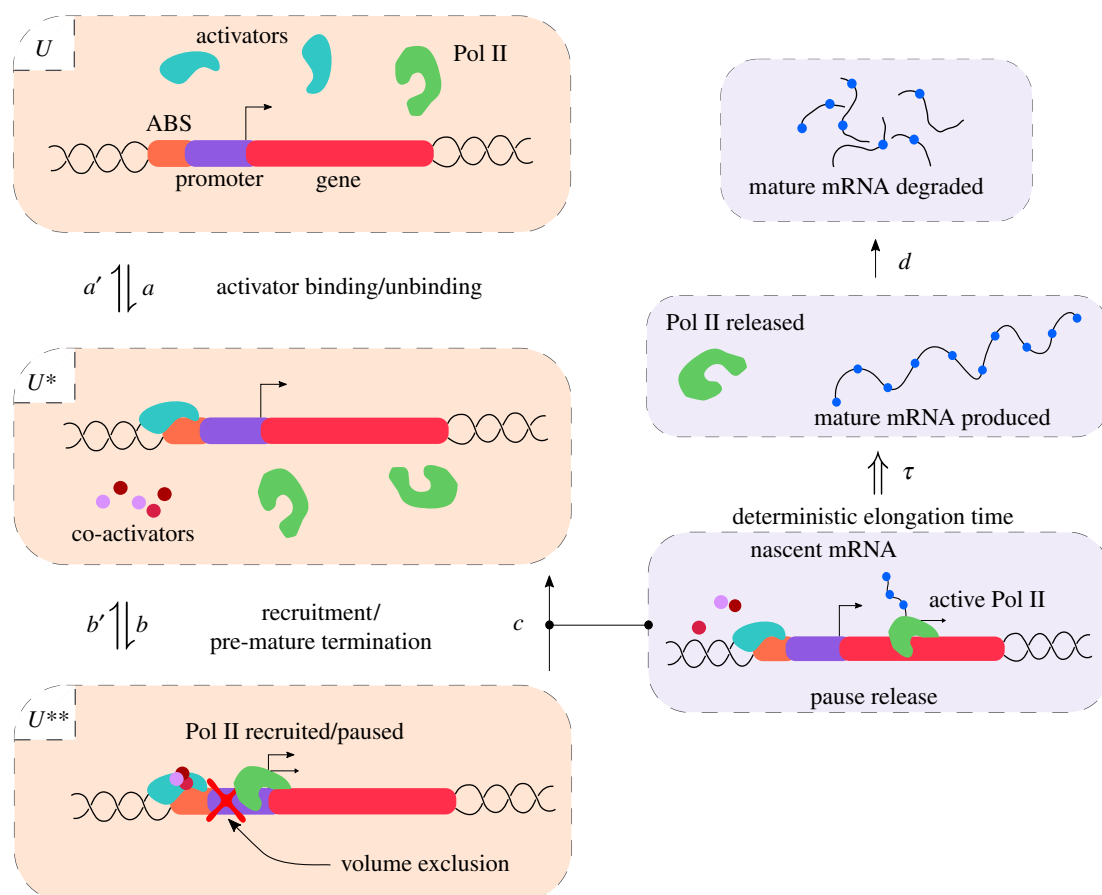 U
activators
Pol II
ABS
promoter
gene
a′
a
activator binding/unbinding
U*
co-activators
b′
b
recruitment/
pre-mature termination
c
U**
Pol II recruited/paused
volume exclusion
mature mRNA degraded
d
Pol II released
mature mRNA produced
τ
deterministic elongation time
nascent mRNA
active Pol II
pause release